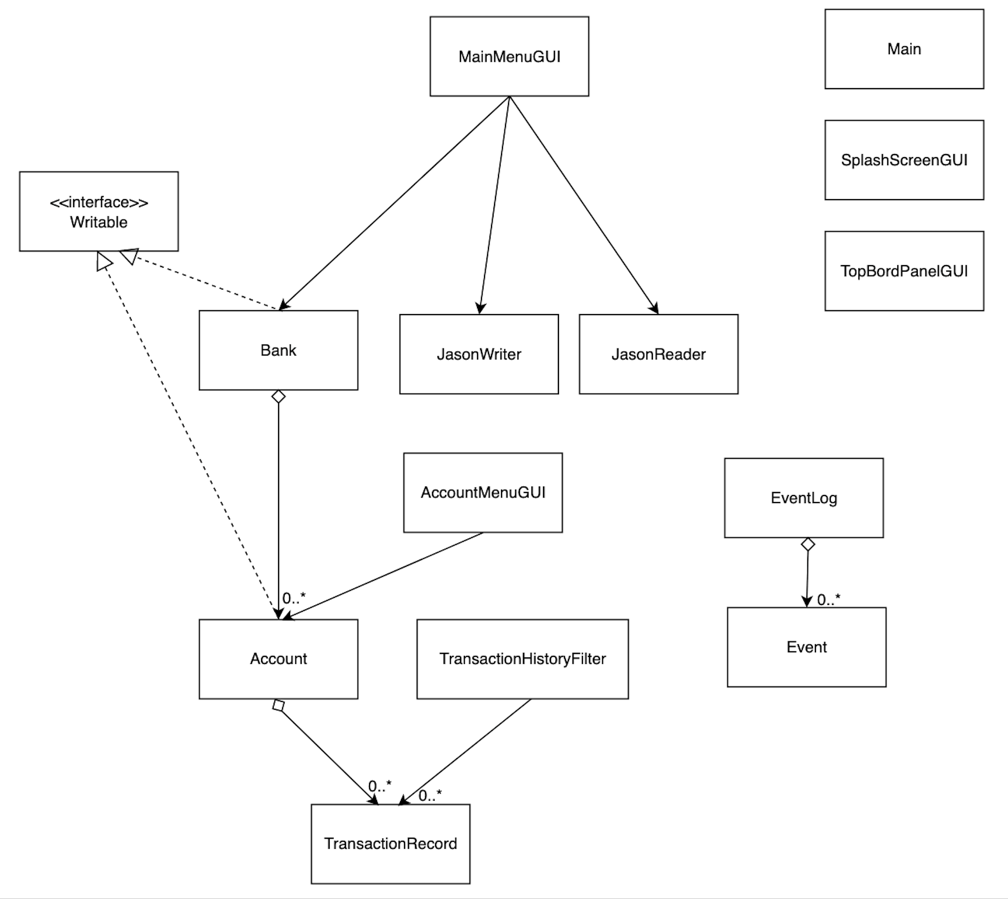 MainMenuGUI
Main
SplashScreenGUI
TopBordPanelGUI
<<interface>>
Writable
Bank
JasonWriter
JasonReader
AccountMenuGUI
EventLog
0..*
0..*
Account
TransactionHistoryFilter
Event
0..*
0..*
TransactionRecord